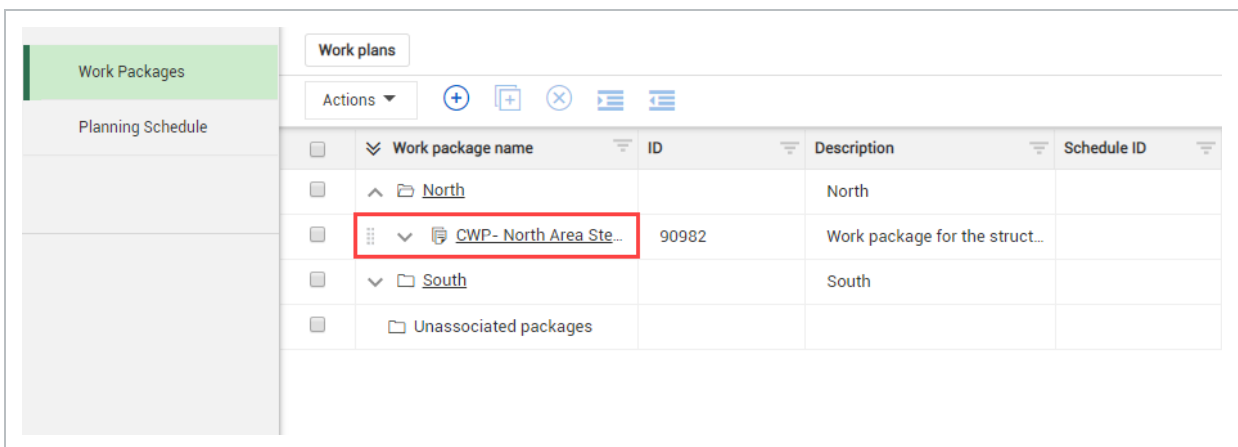 Work Packages
Planning Schedule
Work plans
Actions
Work package name ID Description Schedule ID
North North
CWP- North Area Ste... 90982 Work package for the struct...
South South
Unassociated packages